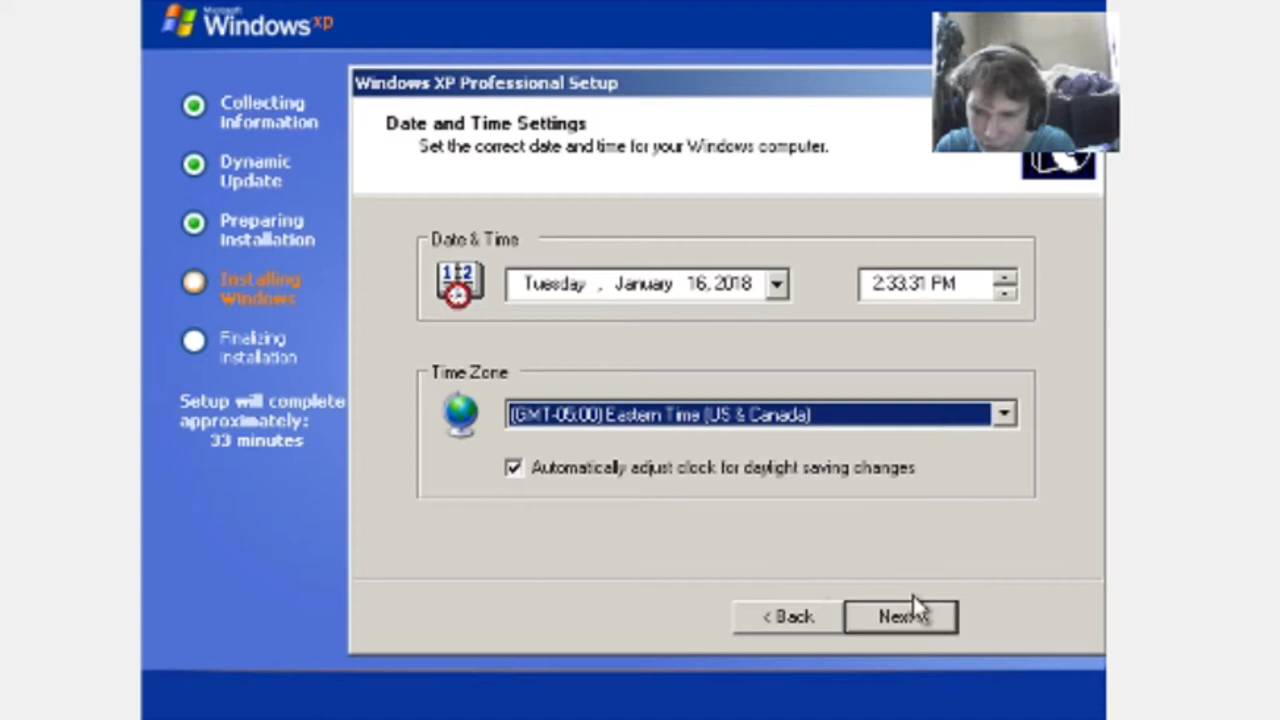 Microsoft
Windows xp
Collecting
Information
Dynamic
Update
Preparing
Installation
Installing
Windows
Finalizing
Installation
Setup will complete
approximately:
33 minutes
Windows XP Professional Setup
Date and Time Settings
Set the correct date and time for your Windows computer.
Date & Time
12
Tuesday , January 16, 2018
2:33:31 PM
Time Zone
(GMT-05:00) Eastern Time (US & Canada)
Automatically adjust clock for daylight saving changes
< Back
Next